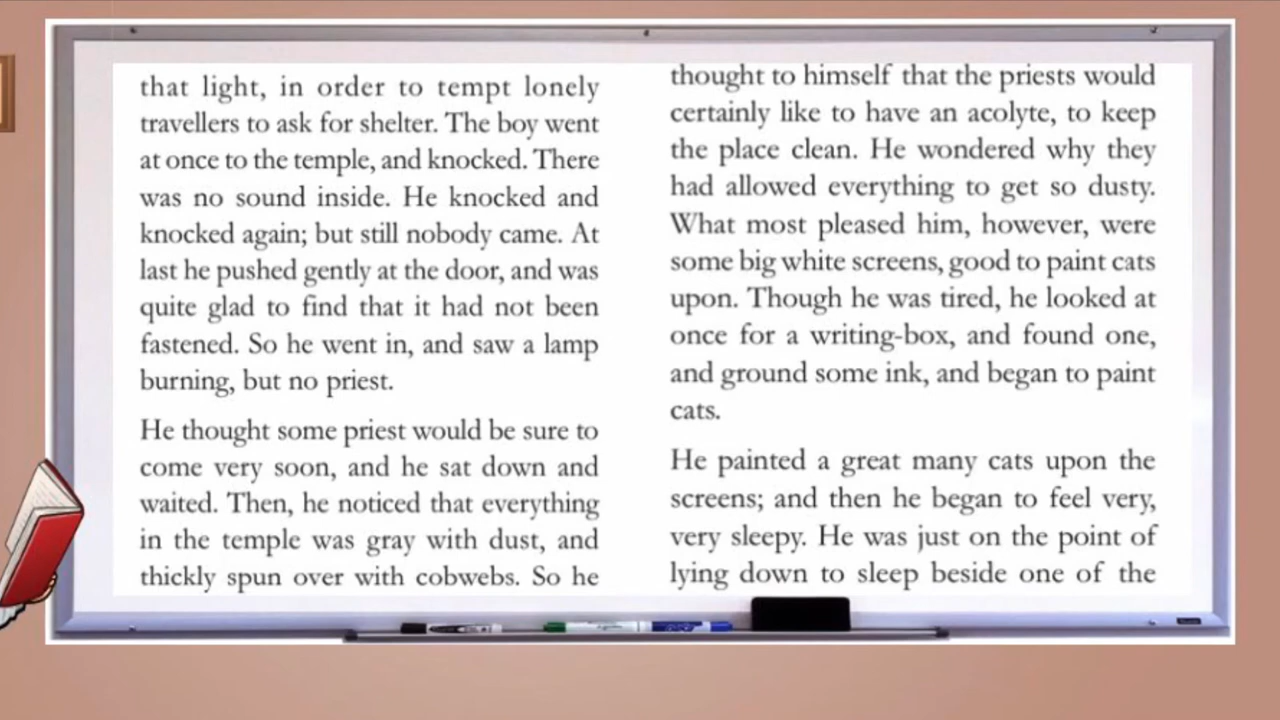 that light, in order to tempt lonely
travellers to ask for shelter. The boy went
at once to the temple, and knocked. There
was no sound inside. He knocked and
knocked again; but still nobody came. At
last he pushed gently at the door, and was
quite glad to find that it had not been
fastened. So he went in, and saw a lamp
burning, but no priest.
He thought some priest would be sure to
come very soon, and he sat down and
waited. Then, he noticed that everything
in the temple was gray with dust, and
thickly spun over with cobwebs. So he
thought to himself that the priests would
certainly like to have an acolyte, to keep
the place clean. He wondered why they
had allowed everything to get so dusty.
What most pleased him, however, were
some big white screens, good to paint cats
upon. Though he was tired, he looked at
once for a writing-box, and found one,
and ground some ink, and began to paint
cats.
He painted a great many cats upon the
screens; and then he began to feel very,
very sleepy. He was just on the point of
lying down to sleep beside one of the